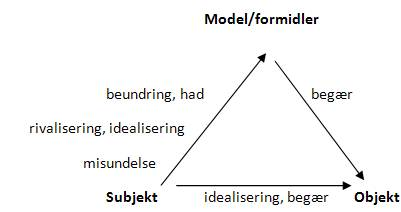 Model/formidler
beundring, had
begær
rivalisering, idealisering
misundelse
Subjekt
idealisering, begær
Objekt